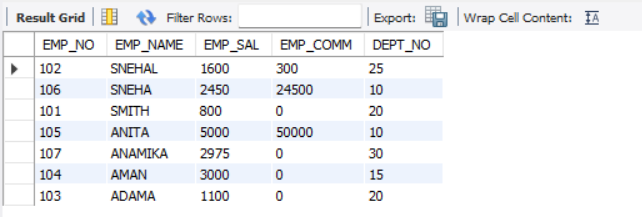 Result Grid Filter Rows: Export: Wrap Cell Content: IA
EMP_NO EMP_NAME EMP_SAL EMP_COMM DEPT_NO
102 SNEHAL 1600 300 25
106 SNEHA 2450 24500 10
101 SMITH 800 0 20
105 ANITA 5000 50000 10
107 ANAMIKA 2975 0 30
104 AMAN 3000 0 15
103 ADAMA 1100 0 20